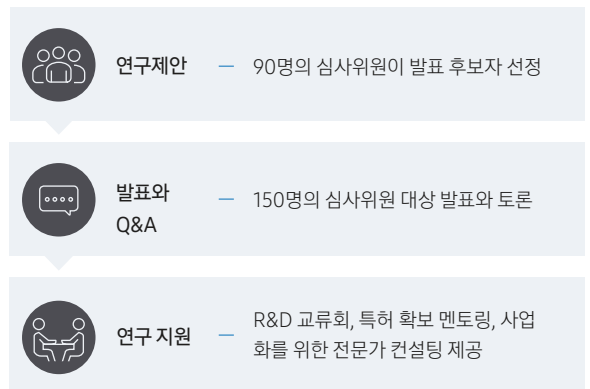 연구제안 — 90명의 심사위원이 발표 후보자 선정
발표와
Q&A — 150명의 심사위원 대상 발표와 토론
연구 지원 — R&D 교류회, 특허 확보 멘토링, 사업
화를 위한 전문가 컨설팅 제공